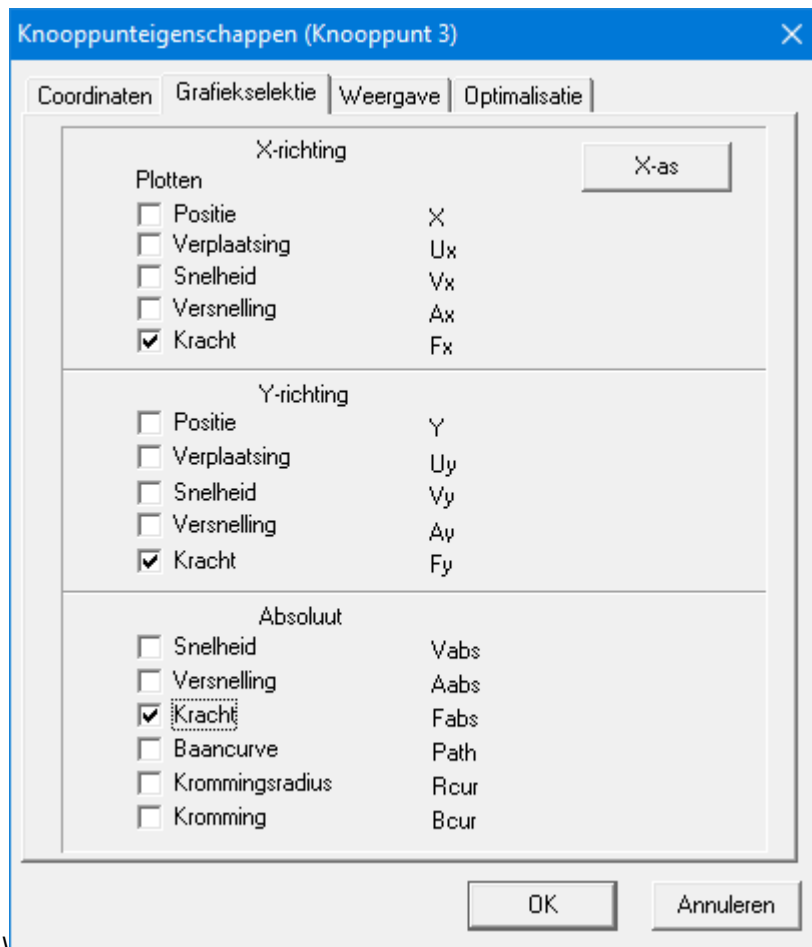 Knooppunteigenschappen (Knooppunt 3)
Coordinaten Grafiekselektie Weergave Optimalisatie
X-richting
X-as
Plotten
Positie X
Verplaatsing Ux
Snelheid Vx
Versnelling Ax
Kracht Fx
Y-richting
Positie Y
Verplaatsing Uy
Snelheid Vy
Versnelling Ay
Kracht Fy
Absoluut
Snelheid Vabs
Versnelling Aabs
Kracht Fabs
Baancurve Path
Krommingsradius Rcur
Kromming Bcur
OK Annuleren